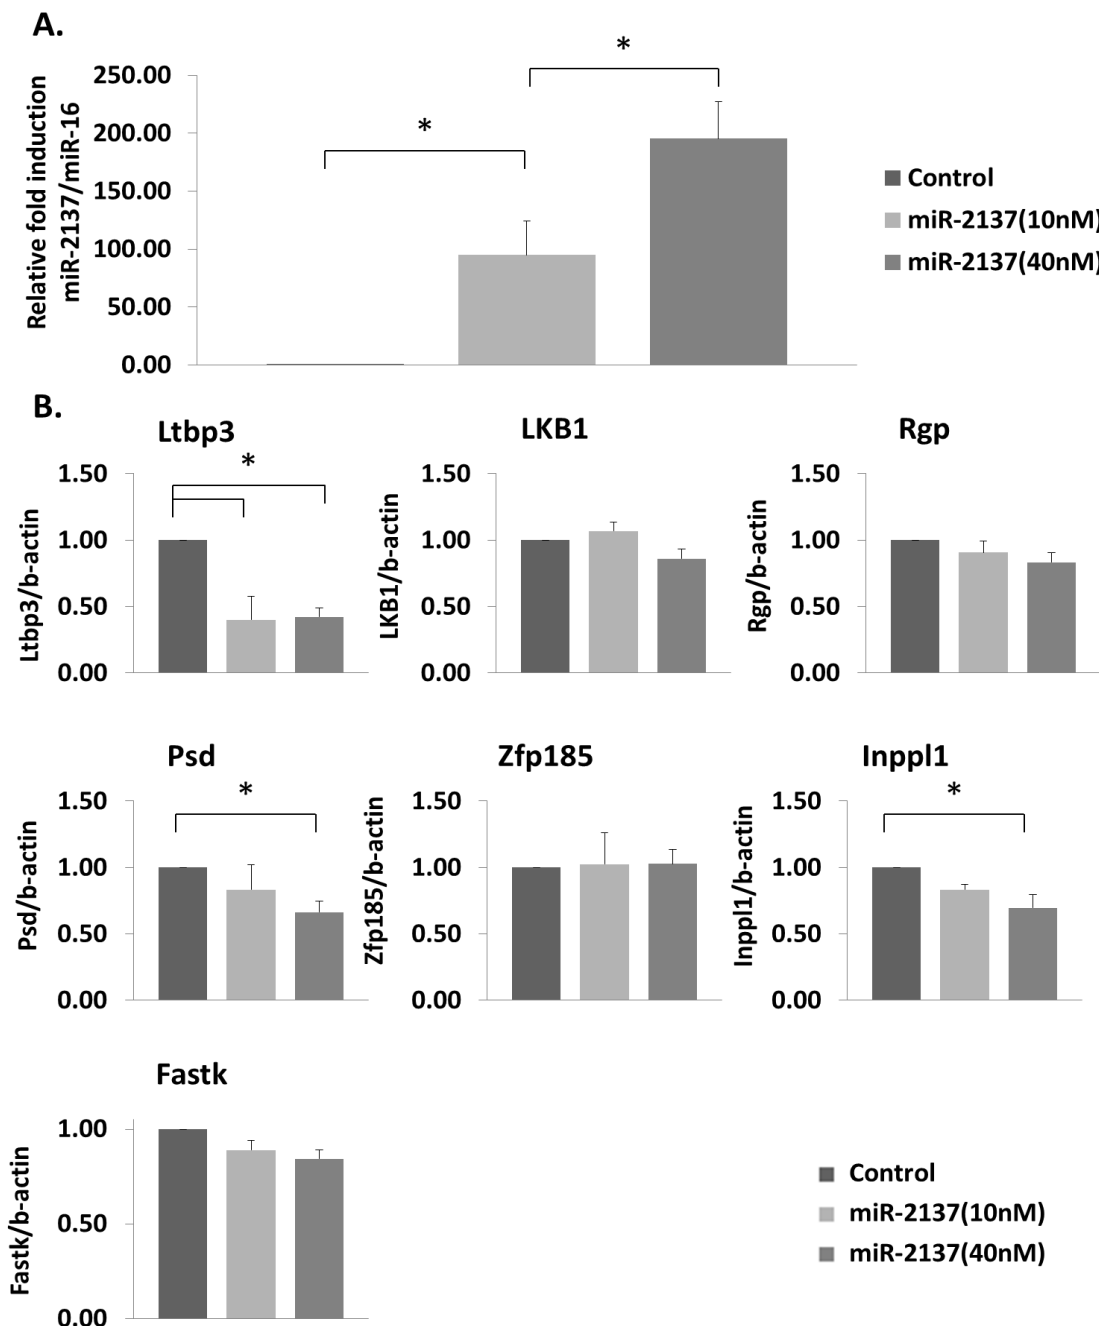 A.
*
*
250.00
200.00
150.00
100.00
50.00
0.00
Relative fold induction
miR-2137/miR-16
Control
miR-2137(10nM)
miR-2137(40nM)
B.
Ltbp3
LKB1
Rgp
1.50
1.00
0.50
0.00
Ltbp3/b-actin
*
1.50
1.00
0.50
0.00
LKB1/b-actin
1.50
1.00
0.50
0.00
Rgp/b-actin
Psd
Zfp185
Inppl1
1.50
1.00
0.50
0.00
Psd/b-actin
*
1.50
1.00
0.50
0.00
Zfp185/b-actin
1.50
1.00
0.50
0.00
Inppl1/b-actin
*
Fastk
1.00
0.50
0.00
Fastk/b-actin
Control
miR-2137(10nM)
miR-2137(40nM)